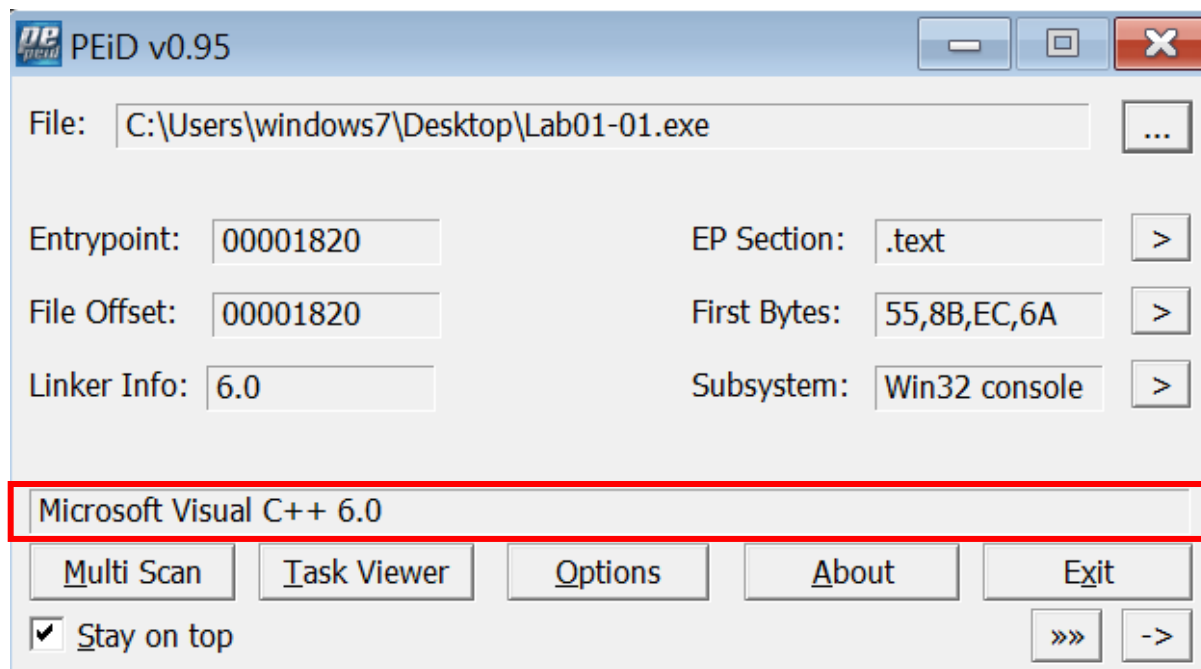 PEiD v0.95
File: C:\Users\windows7\Desktop\Lab01-01.exe ...
Entrypoint: 00001820 EP Section: .text >
File Offset: 00001820 First Bytes: 55,8B,EC,6A >
Linker Info: 6.0 Subsystem: Win32 console >
Microsoft Visual C++ 6.0
Multi Scan Task Viewer Options About Exit
Stay on top »» ->